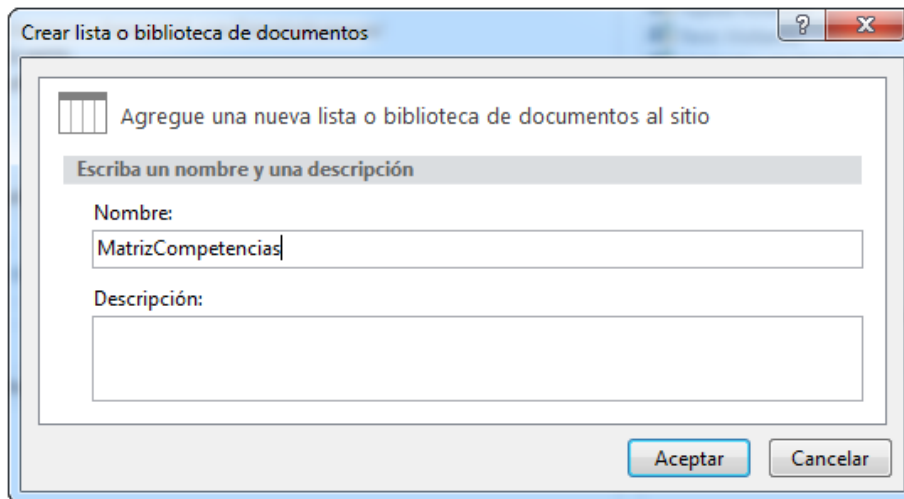 Crear lista o biblioteca de documentos
Agregue una nueva lista o biblioteca de documentos al sitio
Escriba un nombre y una descripción
Nombre:
MatrizCompetencias
Descripción:
Aceptar
Cancelar